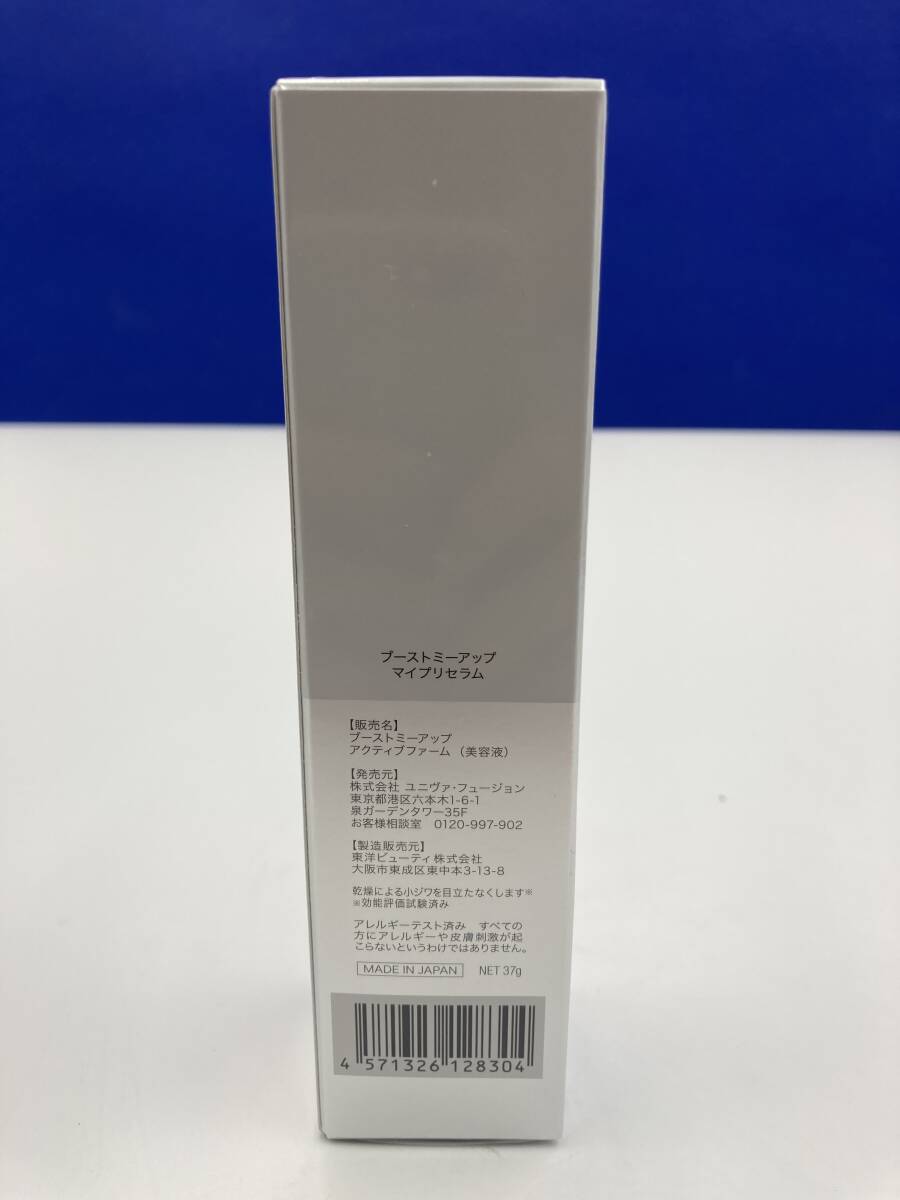 ブーストミーアップ
マイプリセラム
【販売名】
ブーストミーアップ
アクティブファーム（美容液）
【発売元】
株式会社 ユニヴァ・フュージョン
東京都港区六本木1-6-1
泉ガーデンタワー35F
お客様相談室　0120-997-902
【製造販売元】
東洋ビューティ株式会社
大阪市東成区東中本3-13-8
乾燥による小ジワを目立たなくします※
※効能評価試験済み
アレルギーテスト済み　すべての
方にアレルギーや皮膚刺激が起
こらないというわけではありません。
MADE IN JAPAN NET 37g
4 571326 128304